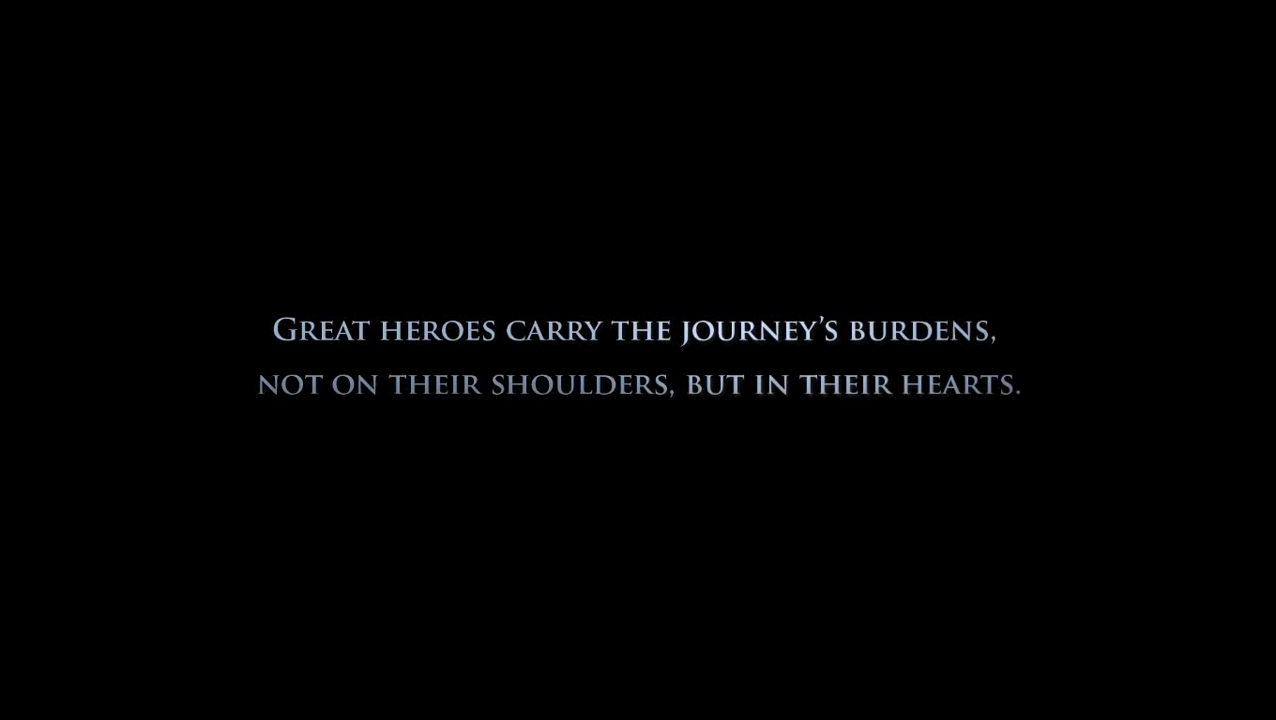 Great heroes carry the journey’s burdens,
not on their shoulders, but in their hearts.